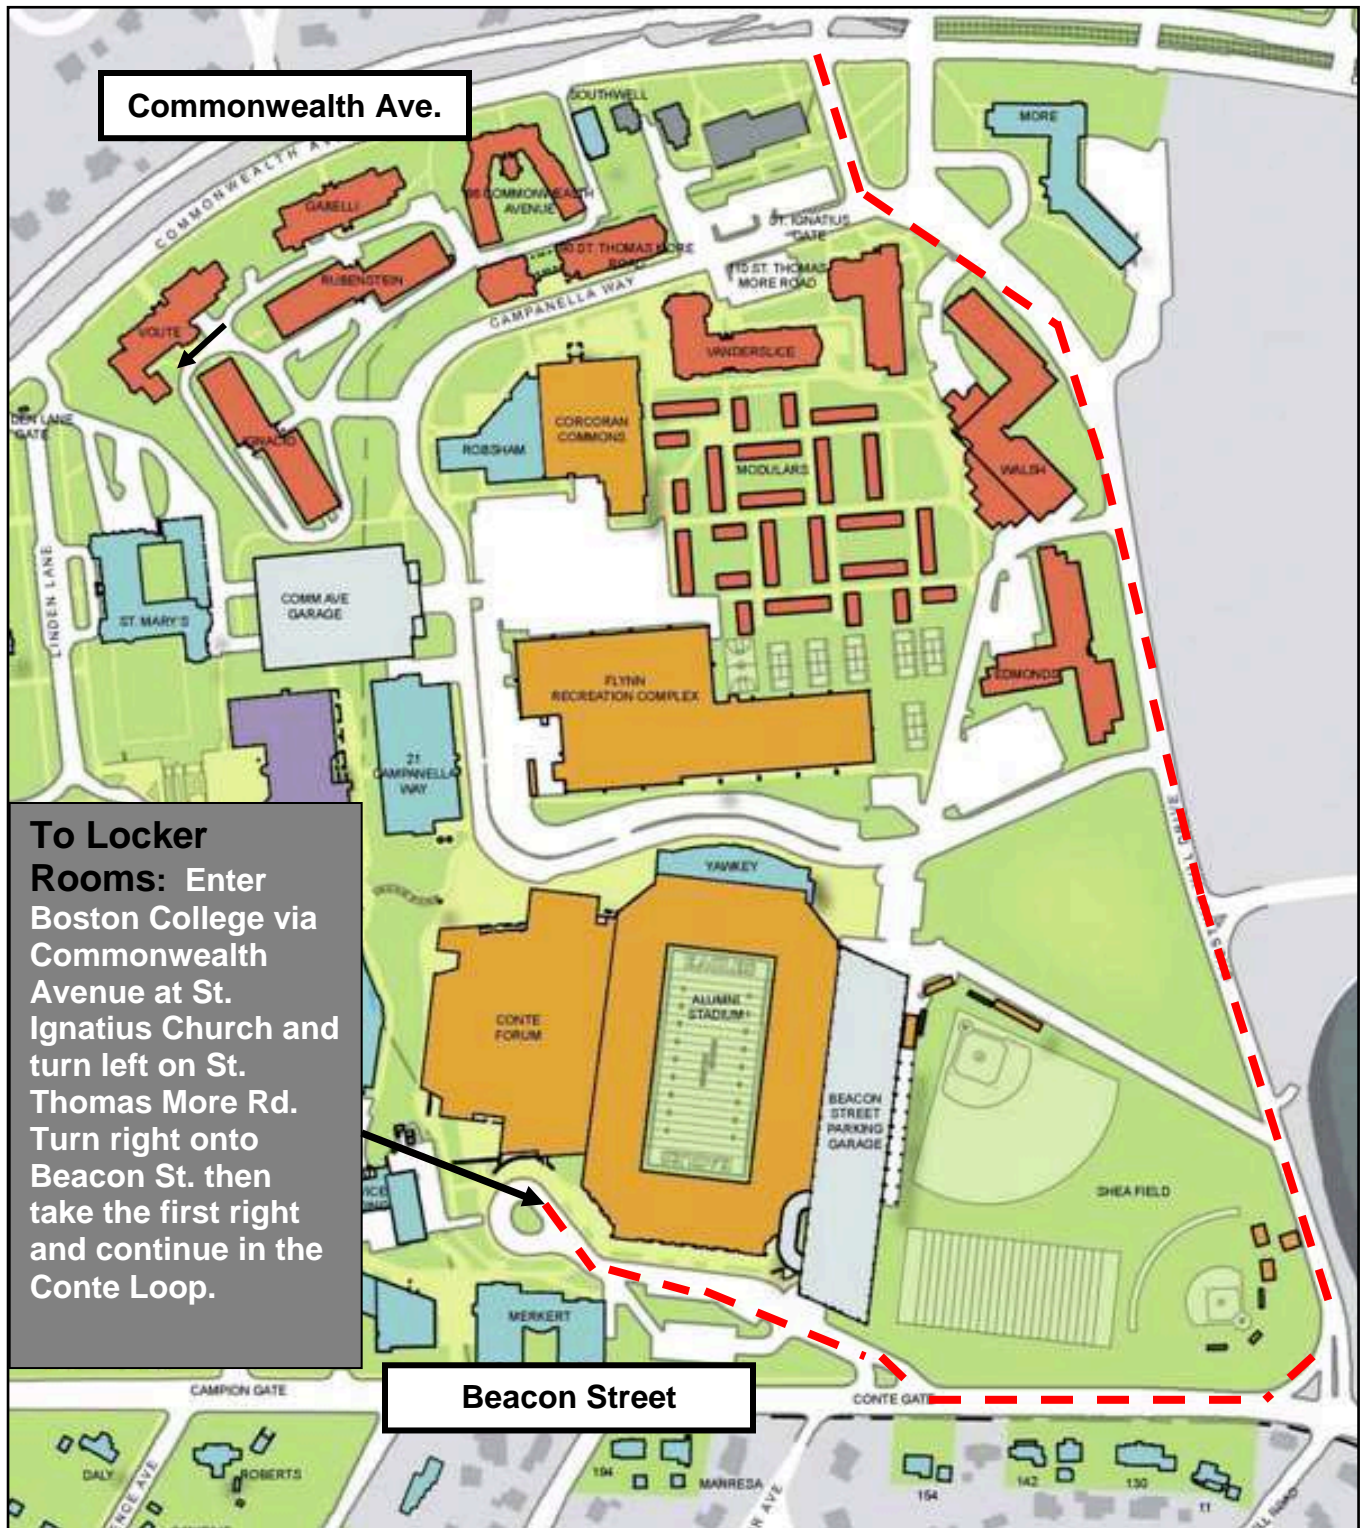 Commonwealth Ave.
SOUTHWELL
MORE
COMMONWEALTH
GABELLI
COMMONWEALTH
AVENUE
ST. IGNATIUS
GATE
ST. THOMAS MORE
ROAD
RUBENSTEIN
110 ST. THOMAS
MORE ROAD
CAMPANELLA WAY
VOUTE
VANDERSLICE
LANE
GATE
CORCORAN
COMMONS
IGNACIO
ROBSHAM
MODULARS
WALSH
LINDEN LANE
COMM AVE
GARAGE
ST. MARY'S
EDMONDS
FLYNN
RECREATION COMPLEX
21
CAMPANELLA
WAY
To Locker
Rooms: Enter
Boston College via
Commonwealth
Avenue at St.
Ignatius Church and
turn left on St.
Thomas More Rd.
Turn right onto
Beacon St. then
take the first right
and continue in the
Conte Loop.
YAWKEY
ALUMNI
STADIUM
CONTE
FORUM
BEACON
STREET
PARKING
GARAGE
SHEA FIELD
MERKERT
CAMPION GATE
Beacon Street
CONTE GATE
DALY
ROBERTS
194
MANRESA
154
142
130
11